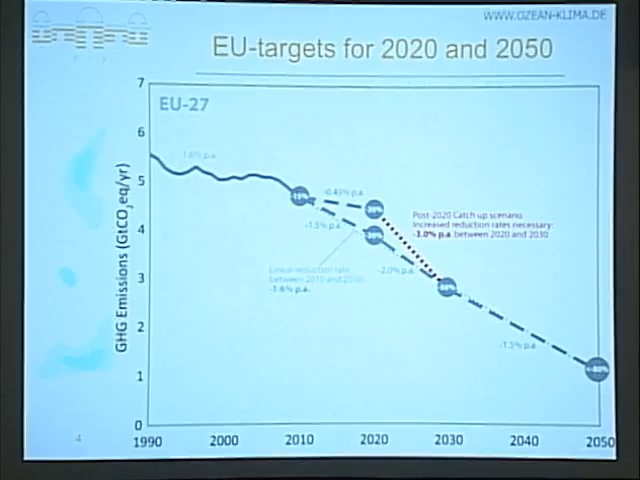 WWW.OZEAN-KLIMA.DE
EU-targets for 2020 and 2050
EU-27
GHG Emissions (GtCO2eq/yr)
7
6
5
4
3
2
1
0
1990
2000
2010
2020
2030
2040
2050
-0.45% p.a.
-1.5% p.a.
-2.0% p.a.
-1.5% p.a.
Post-2020 Catch up scenario
Increased reduction rates necessary:
-3.0% p.a. between 2020 and 2030
Linear reduction rate
between 2010 and 2050:
-1.6% p.a.
4